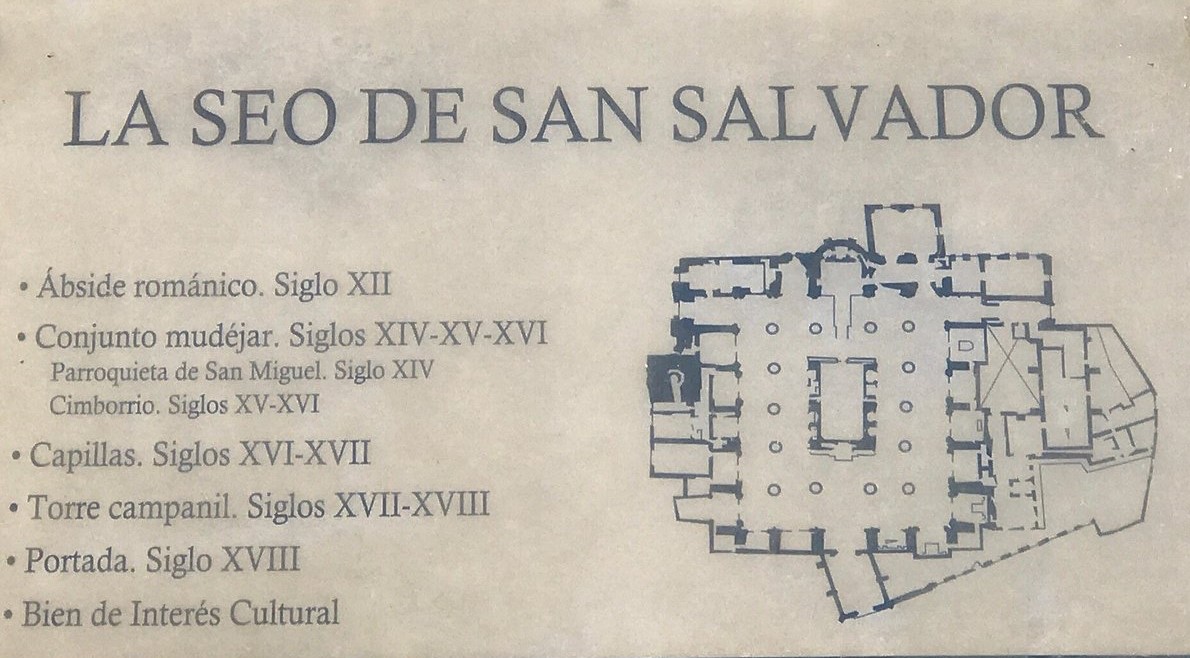 LA SEO DE SAN SALVADOR
• Ábside románico. Siglo XII
• Conjunto mudéjar. Siglos XIV-XV-XVI
Parroquieta de San Miguel. Siglo XIV
Cimborrio. Siglos XV-XVI
• Capillas. Siglos XVI-XVII
• Torre campanil. Siglos XVII-XVIII
• Portada. Siglo XVIII
• Bien de Interés Cultural